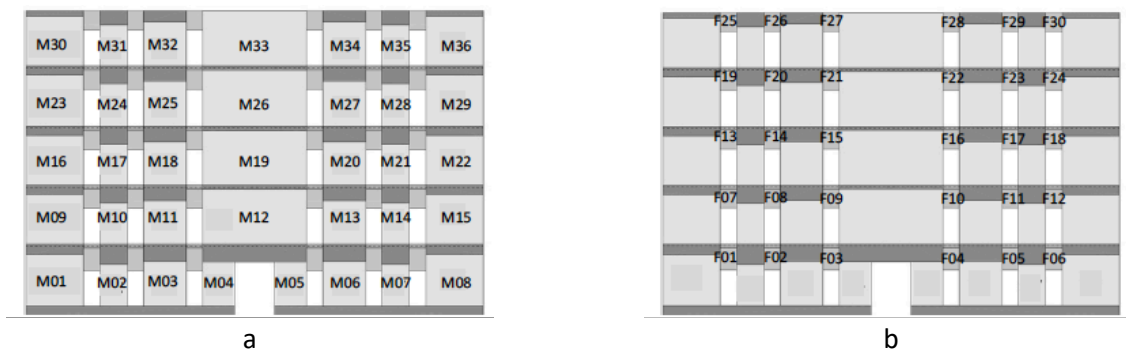 M30 M31 M32 M33 M34 M35 M36
M23 M24 M25 M26 M27 M28 M29
M16 M17 M18 M19 M20 M21 M22
M09 M10 M11 M12 M13 M14 M15
M01 M02 M03 M04 M05 M06 M07 M08
a
F25 F26 F27 F28 F29 F30
F19 F20 F21 F22 F23 F24
F13 F14 F15 F16 F17 F18
F07 F08 F09 F10 F11 F12
F01 F02 F03 F04 F05 F06
b